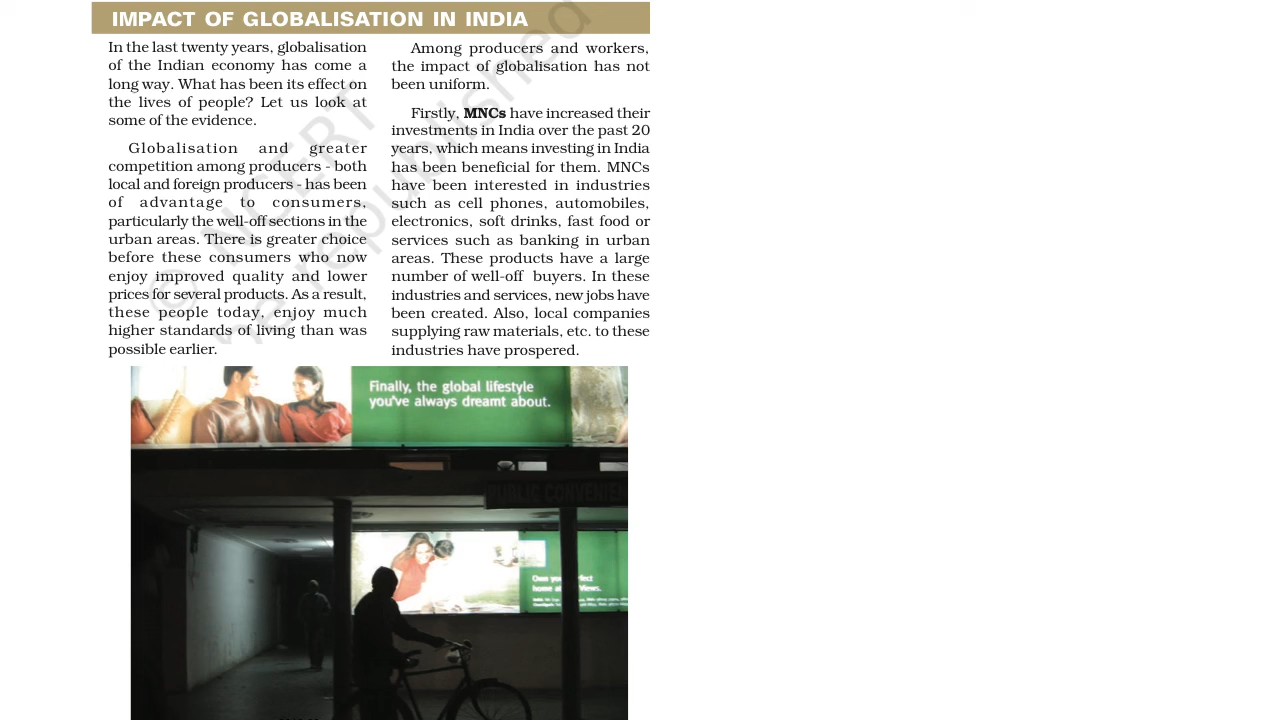 IMPACT OF GLOBALISATION IN INDIA
In the last twenty years, globalisation
of the Indian economy has come a
long way. What has been its effect on
the lives of people? Let us look at
some of the evidence.
Globalisation and greater
competition among producers - both
local and foreign producers - has been
of advantage to consumers,
particularly the well-off sections in the
urban areas. There is greater choice
before these consumers who now
enjoy improved quality and lower
prices for several products. As a result,
these people today, enjoy much
higher standards of living than was
possible earlier.
Among producers and workers,
the impact of globalisation has not
been uniform.
Firstly, MNCs have increased their
investments in India over the past 20
years, which means investing in India
has been beneficial for them. MNCs
have been interested in industries
such as cell phones, automobiles,
electronics, soft drinks, fast food or
services such as banking in urban
areas. These products have a large
number of well-off buyers. In these
industries and services, new jobs have
been created. Also, local companies
supplying raw materials, etc. to these
industries have prospered.
© NCERT
be republished
Finally, the global lifestyle
you've always dreamt about.
PUBLIC CONVENIEN
Own
home Views.